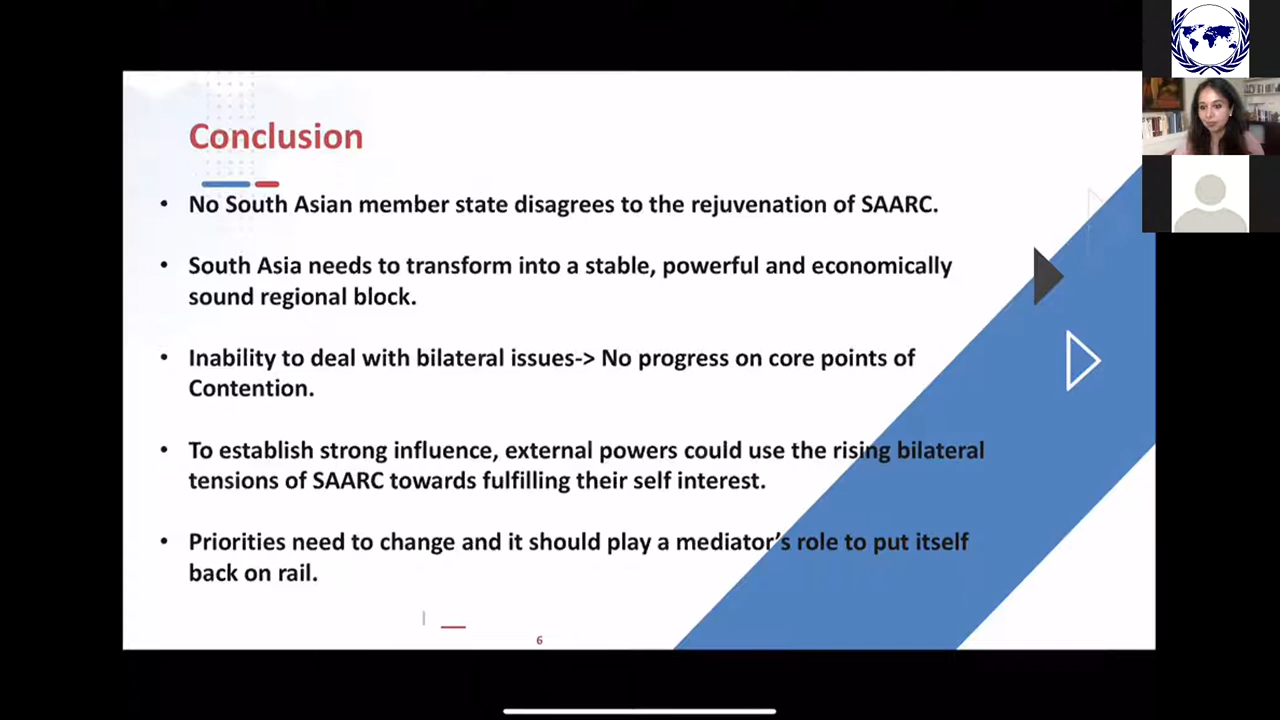 Conclusion
• No South Asian member state disagrees to the rejuvenation of SAARC.
• South Asia needs to transform into a stable, powerful and economically
sound regional block.
• Inability to deal with bilateral issues-> No progress on core points of
Contention.
• To establish strong influence, external powers could use the rising bilateral
tensions of SAARC towards fulfilling their self interest.
• Priorities need to change and it should play a mediator’s role to put itself
back on rail.
6